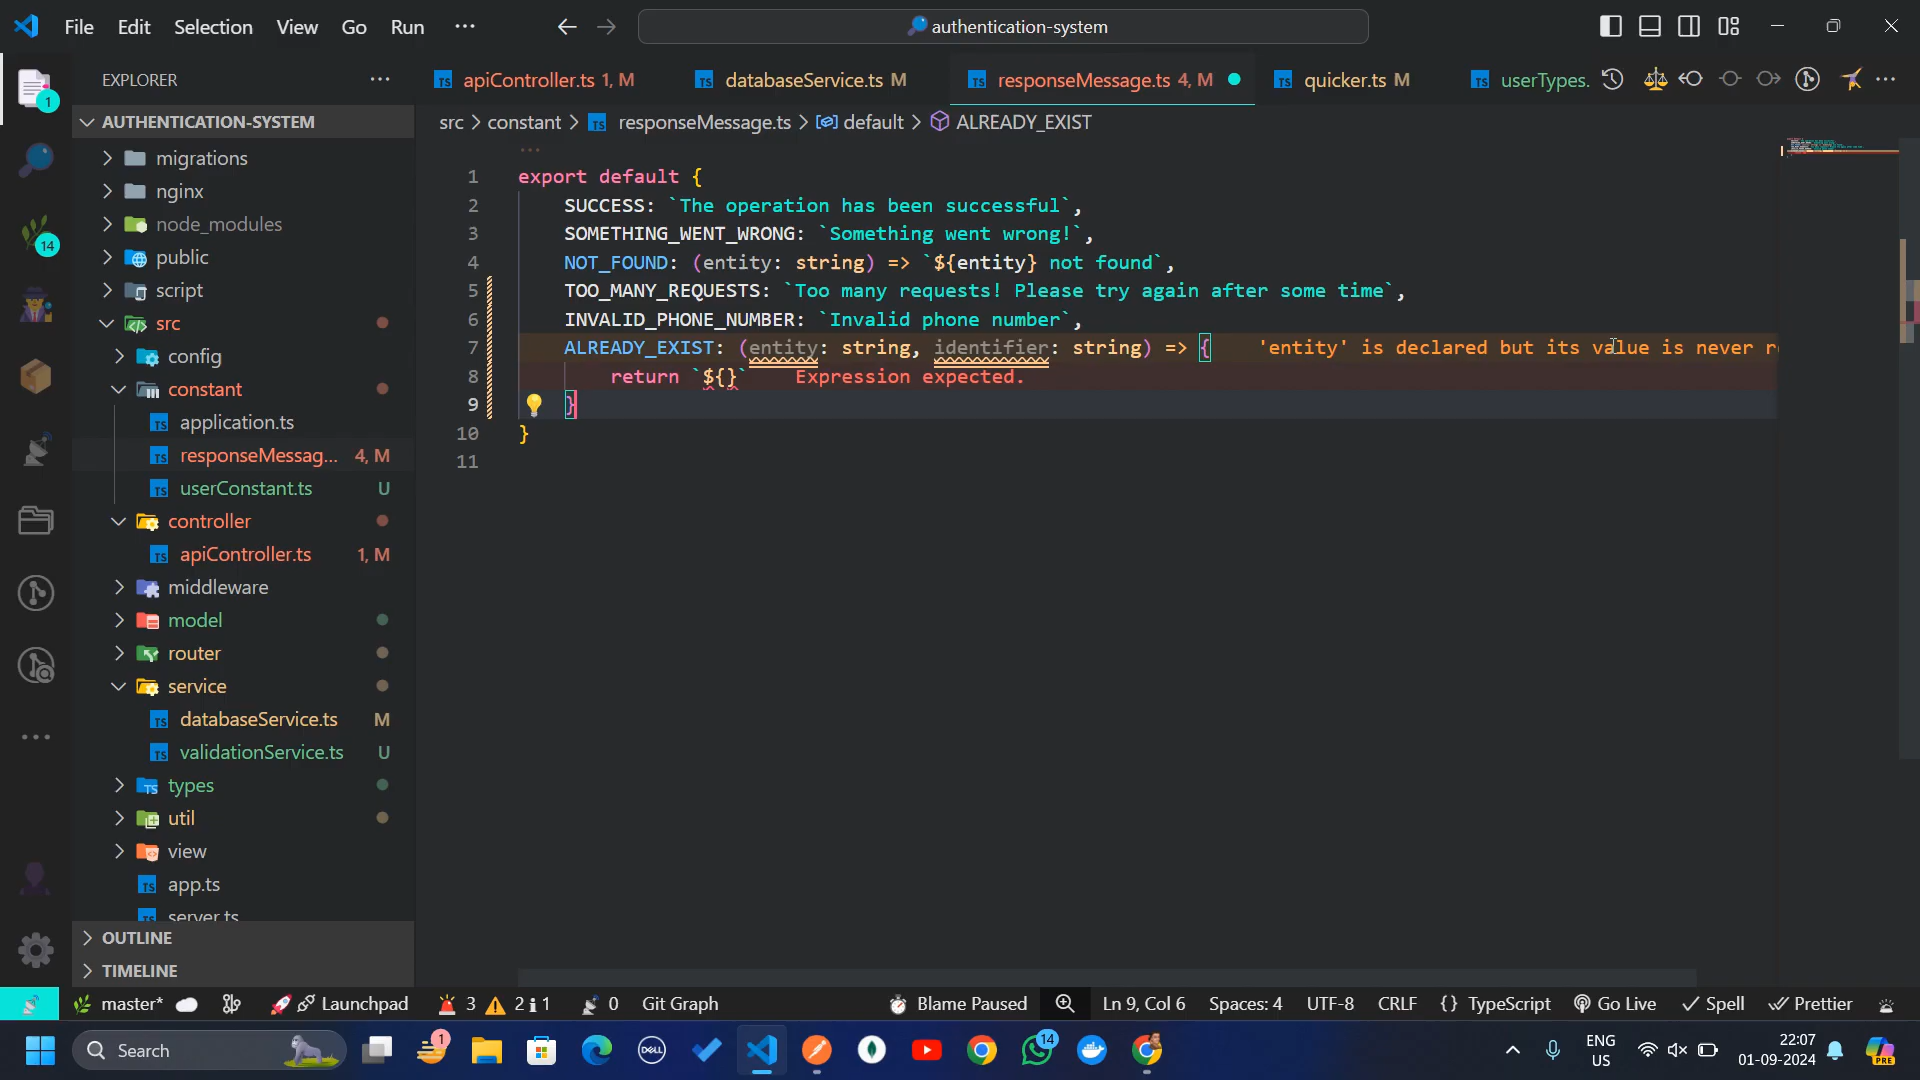 File Edit Selection View Go Run ···
authentication-system
EXPLORER ···
apiController.ts 1, M
databaseService.ts M
responseMessage.ts 4, M
quicker.ts M
userTypes.
src > constant > responseMessage.ts > default > ALREADY_EXIST
AUTHENTICATION-SYSTEM
migrations
nginx
node_modules
public
script
src
config
constant
application.ts
responseMessag... 4, M
userConstant.ts U
controller
apiController.ts 1, M
middleware
model
router
service
databaseService.ts M
validationService.ts U
types
util
view
app.ts
server.ts
OUTLINE
TIMELINE
1
14
1 export default {
2 SUCCESS: `The operation has been successful`,
3 SOMETHING_WENT_WRONG: `Something went wrong!`,
4 NOT_FOUND: (entity: string) => `${entity} not found`,
5 TOO_MANY_REQUESTS: `Too many requests! Please try again after some time`,
6 INVALID_PHONE_NUMBER: `Invalid phone number`,
7 ALREADY_EXIST: (entity: string, identifier: string) => { 'entity' is declared but its value is never r
8 return `${}` Expression expected.
9 }
10 }
11
master* Launchpad 3 2 1 0 Git Graph Blame Paused Ln 9, Col 6 Spaces: 4 UTF-8 CRLF {} TypeScript Go Live Spell Prettier
Search
1
DELL
14
ENG
US
22:07
01-09-2024
PRE